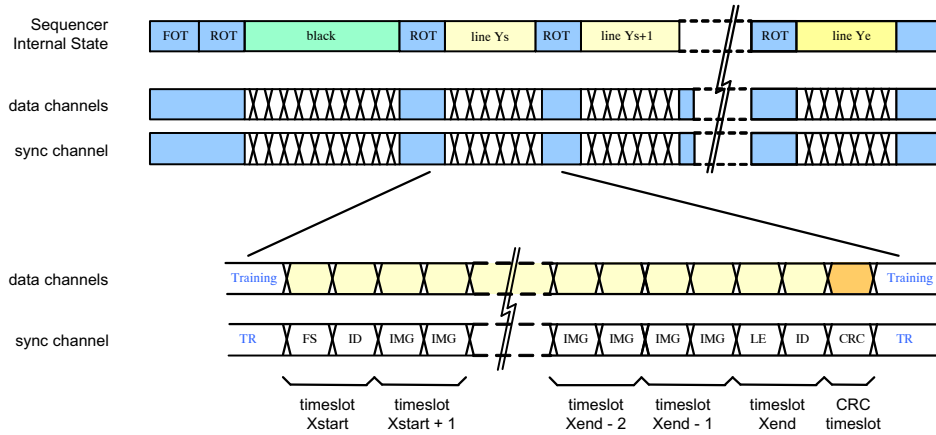 Sequencer
Internal State
FOT ROT black ROT line Ys ROT line Ys+1 ROT line Ye
data channels
sync channel
data channels
Training Training
sync channel
TR FS ID IMG IMG IMG IMG IMG IMG LE ID CRC TR
timeslot timeslot timeslot timeslot timeslot CRC
Xstart Xstart + 1 Xend - 2 Xend - 1 Xend timeslot